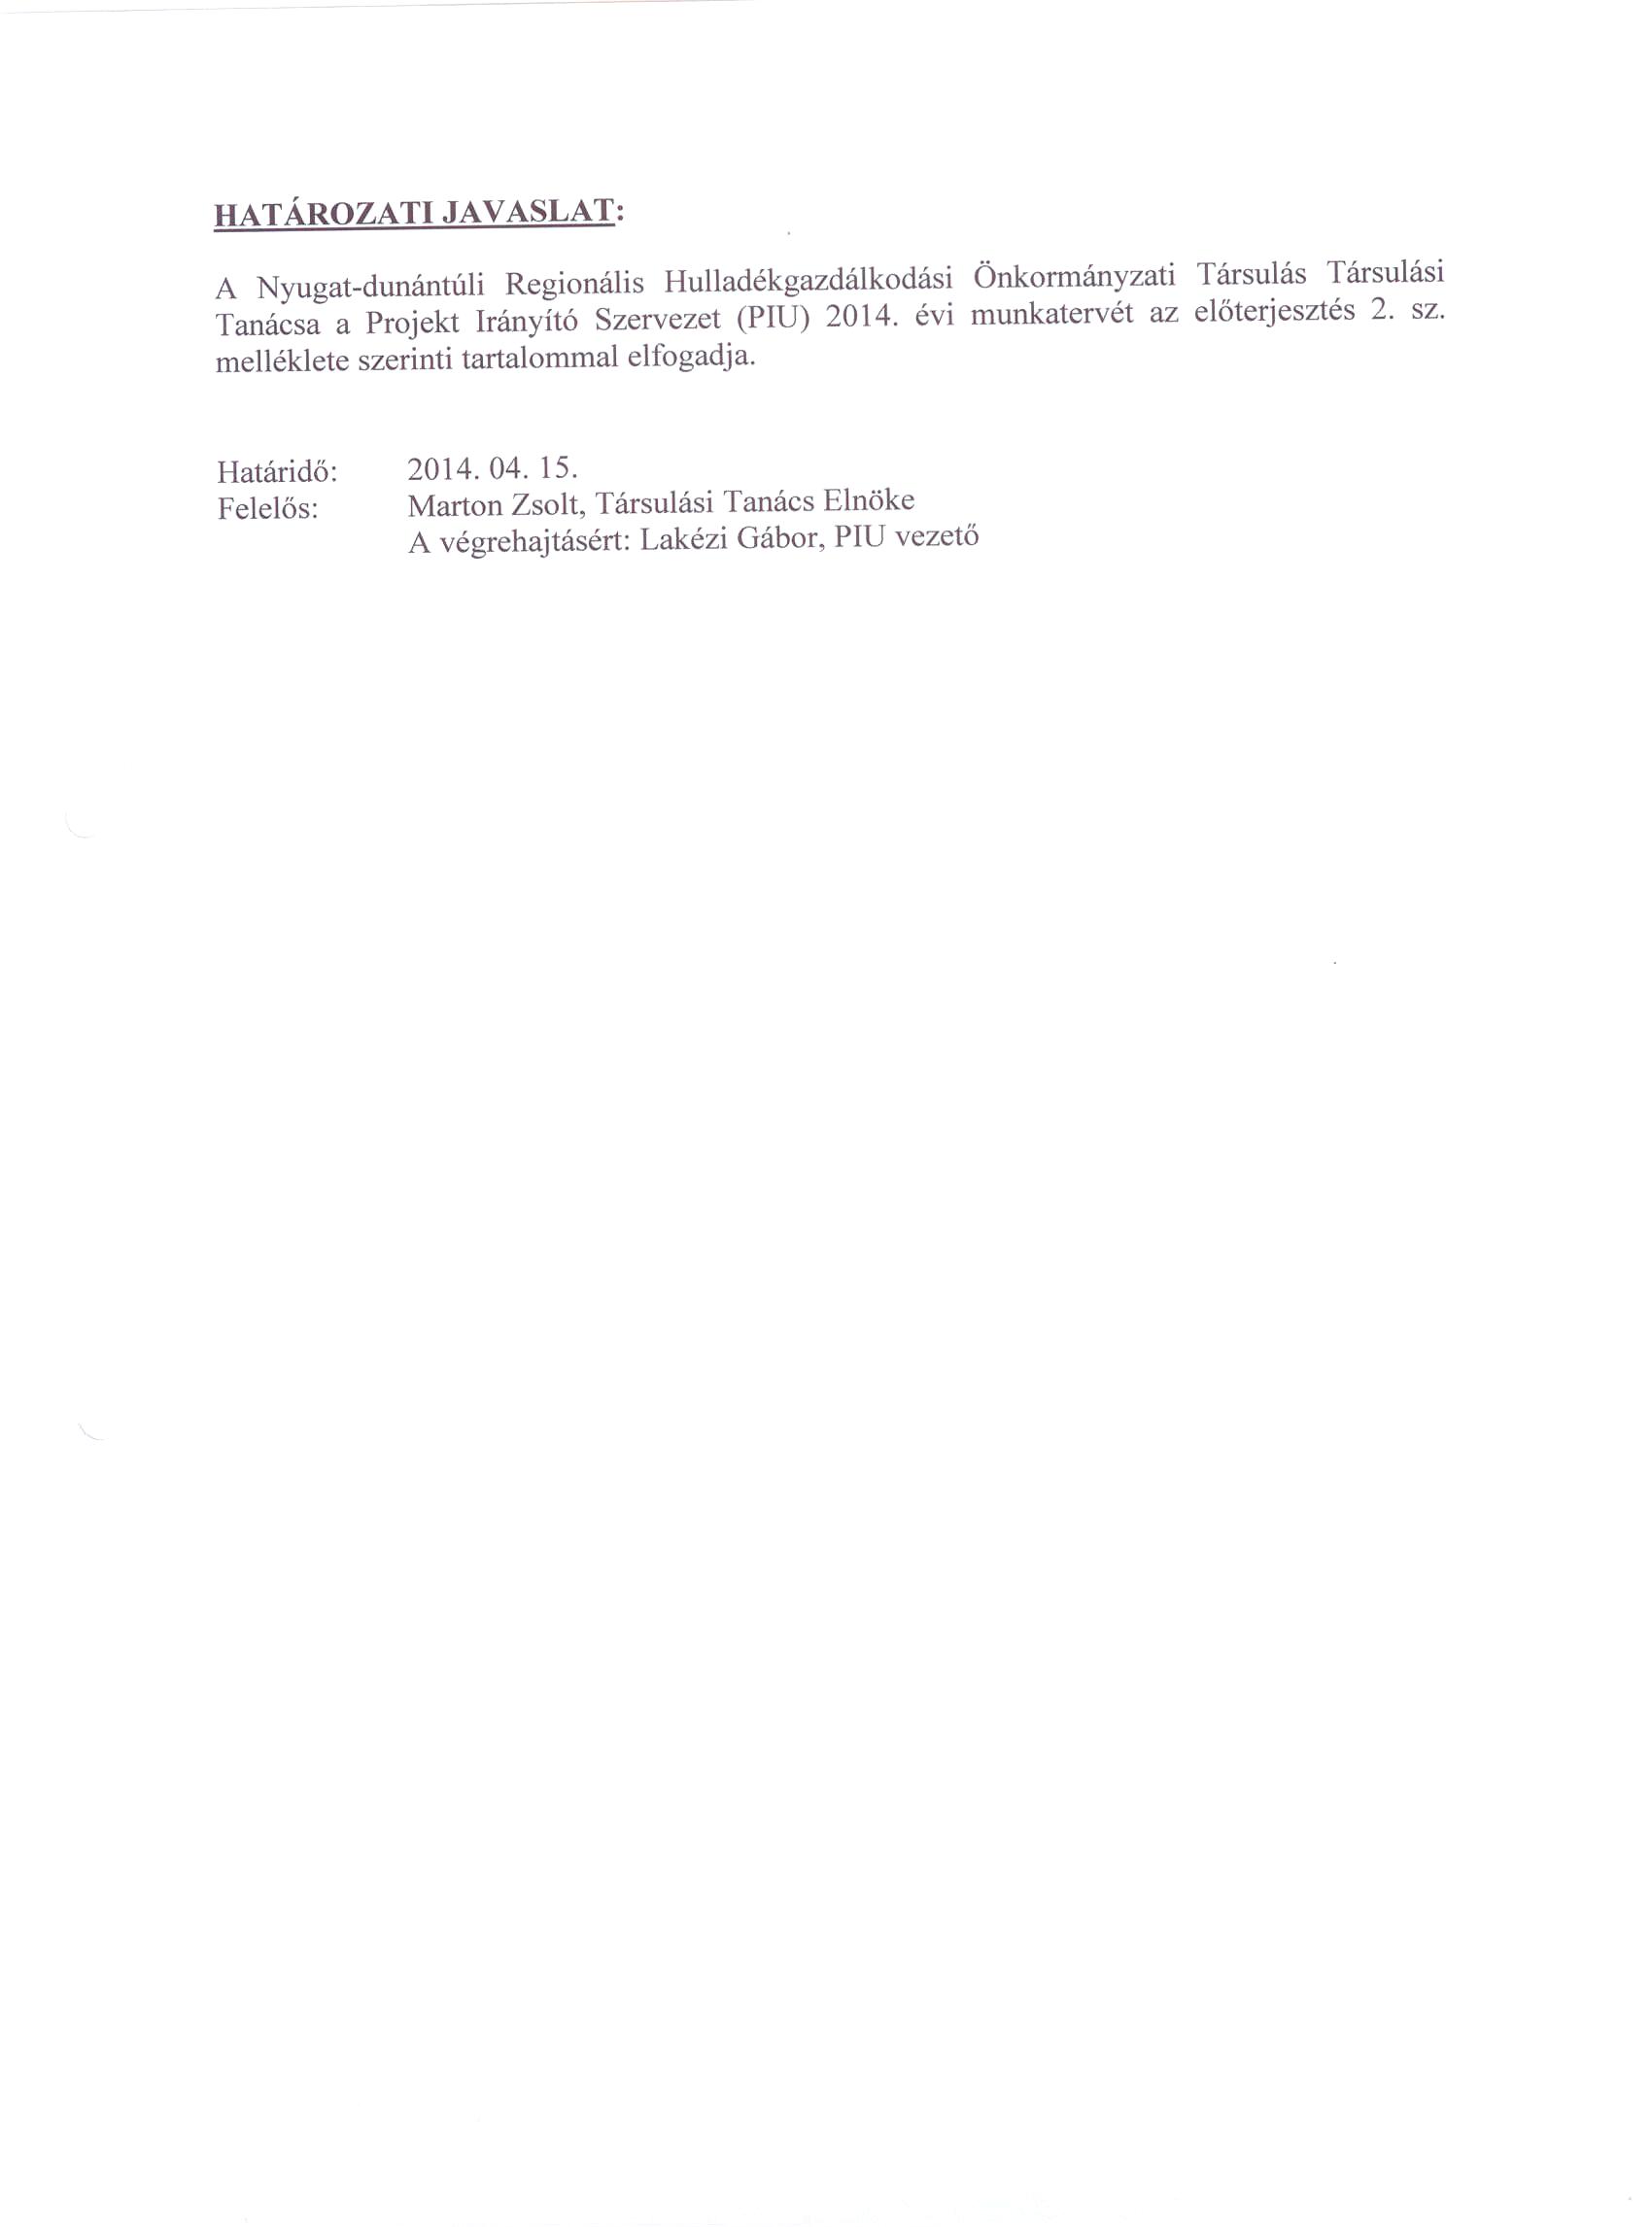 HATÁROZATI JAVASLAT:
A Nyugat-dunántúli Regionális Hulladékgazdálkodási Önkormányzati Társulás Társulási
Tanácsa a Projekt Irányító Szervezet (PIU) 2014. évi munkatervét az előterjesztés 2. sz.
melléklete szerinti tartalommal elfogadja.
Határidő: 2014. 04. 15.
Felelős: Marton Zsolt, Társulási Tanács Elnöke
A végrehajtásért: Lakézi Gábor, PIU vezető